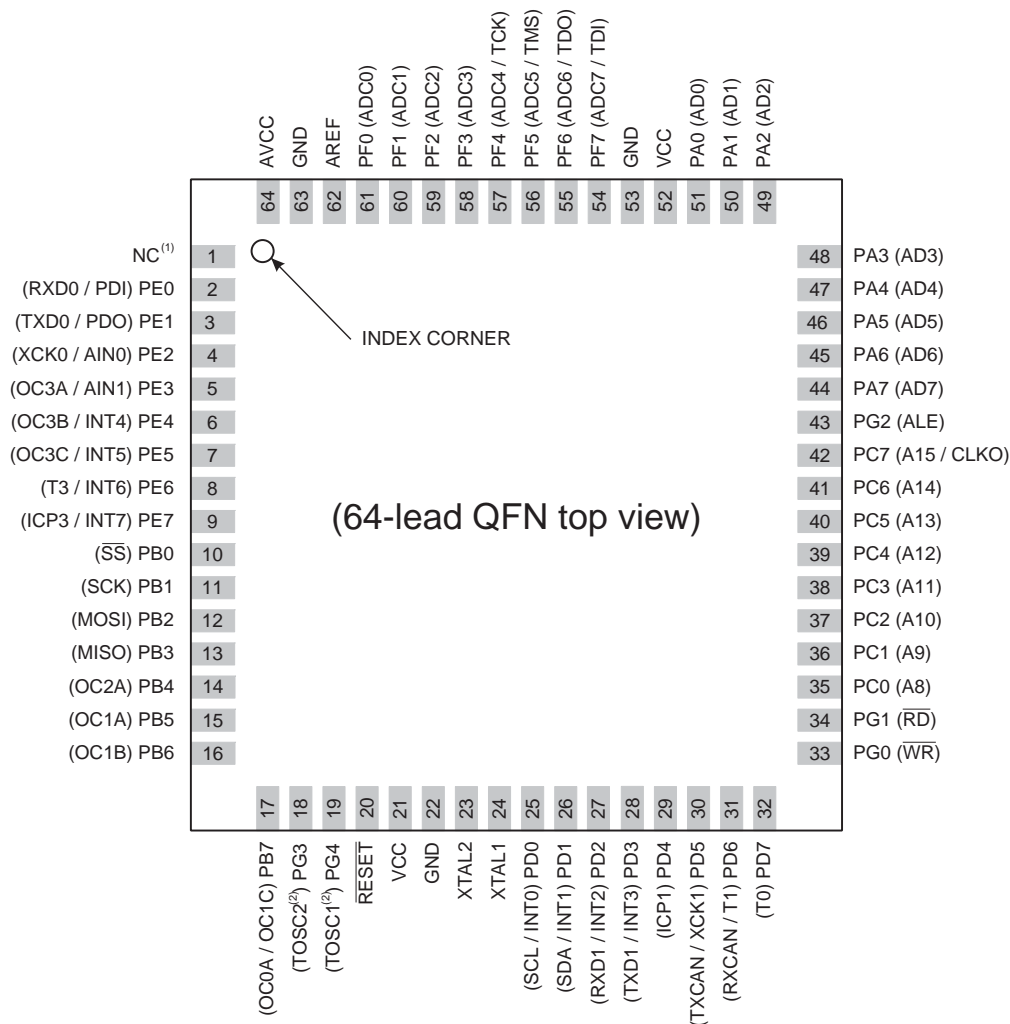 AVCC
GND
AREF
PF0 (ADC0)
PF1 (ADC1)
PF2 (ADC2)
PF3 (ADC3)
PF4 (ADC4 / TCK)
PF5 (ADC5 / TMS)
PF6 (ADC6 / TDO)
PF7 (ADC7 / TDI)
GND
VCC
PA0 (AD0)
PA1 (AD1)
PA2 (AD2)
64
63
62
61
60
59
58
57
56
55
54
53
52
51
50
49
NC(1) 1
(RXD0 / PDI) PE0 2
(TXD0 / PDO) PE1 3
(XCK0 / AIN0) PE2 4
(OC3A / AIN1) PE3 5
(OC3B / INT4) PE4 6
(OC3C / INT5) PE5 7
(T3 / INT6) PE6 8
(ICP3 / INT7) PE7 9
(SS) PB0 10
(SCK) PB1 11
(MOSI) PB2 12
(MISO) PB3 13
(OC2A) PB4 14
(OC1A) PB5 15
(OC1B) PB6 16
INDEX CORNER
(64-lead QFN top view)
48 PA3 (AD3)
47 PA4 (AD4)
46 PA5 (AD5)
45 PA6 (AD6)
44 PA7 (AD7)
43 PG2 (ALE)
42 PC7 (A15 / CLKO)
41 PC6 (A14)
40 PC5 (A13)
39 PC4 (A12)
38 PC3 (A11)
37 PC2 (A10)
36 PC1 (A9)
35 PC0 (A8)
34 PG1 (RD)
33 PG0 (WR)
17
18
19
20
21
22
23
24
25
26
27
28
29
30
31
32
(OC0A / OC1C) PB7
(TOSC2(2)) PG3
(TOSC1(2)) PG4
RESET
VCC
GND
XTAL2
XTAL1
(SCL / INT0) PD0
(SDA / INT1) PD1
(RXD1 / INT2) PD2
(TXD1 / INT3) PD3
(ICP1) PD4
(TXCAN / XCK1) PD5
(RXCAN / T1) PD6
(T0) PD7